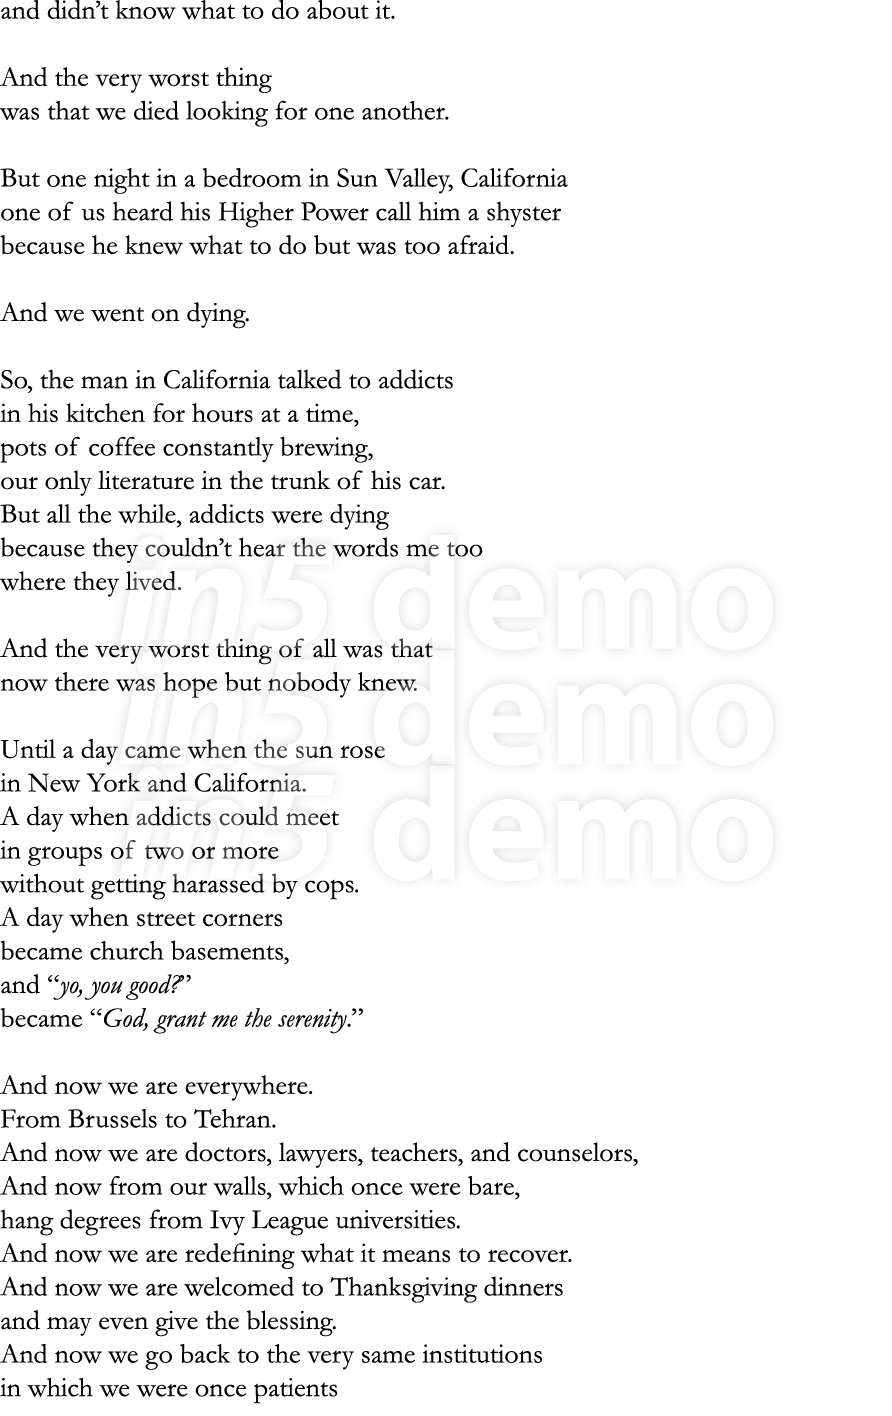 and didn’t know what to do about it.
And the very worst thing
was that we died looking for one another.
But one night in a bedroom in Sun Valley, California
one of us heard his Higher Power call him a shyster
because he knew what to do but was too afraid.
And we went on dying.
So, the man in California talked to addicts
in his kitchen for hours at a time,
pots of coffee constantly brewing,
our only literature in the trunk of his car.
But all the while, addicts were dying
because they couldn’t hear the words me too
where they lived.
And the very worst thing of all was that
now there was hope but nobody knew.
Until a day came when the sun rose
in New York and California.
A day when addicts could meet
in groups of two or more
without getting harassed by cops.
A day when street corners
became church basements,
and “yo, you good?”
became “God, grant me the serenity.”
And now we are everywhere.
From Brussels to Tehran.
And now we are doctors, lawyers, teachers, and counselors,
And now from our walls, which once were bare,
hang degrees from Ivy League universities.
And now we are redefining what it means to recover.
And now we are welcomed to Thanksgiving dinners
and may even give the blessing.
And now we go back to the very same institutions
in which we were once patients
in5 demo
in5 demo
in5 demo